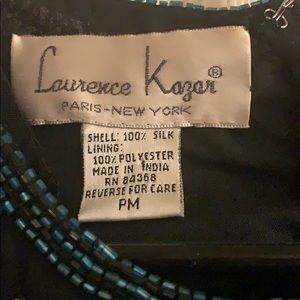 Laurence Kazar®
PARIS-NEW YORK
SHELL: 100% SILK
LINING:
100% POLYESTER
MADE IN INDIA
RN 84368
REVERSE FOR CARE
PM